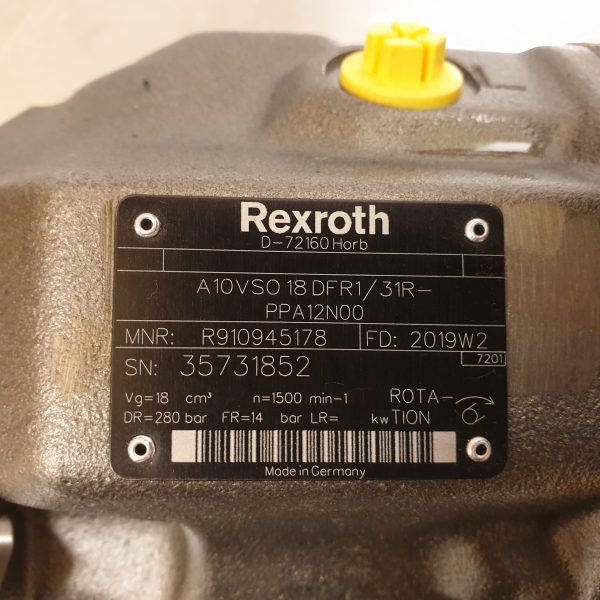 Rexroth
D-72160 Horb
A10VSO 18 DFR1/31R-
PPA12N00
MNR: R910945178 FD: 2019W2
SN: 35731852 7201
Vg=18 cm³ n=1500 min-1 ROTA-
DR=280 bar FR=14 bar LR= kw TION
Made in Germany